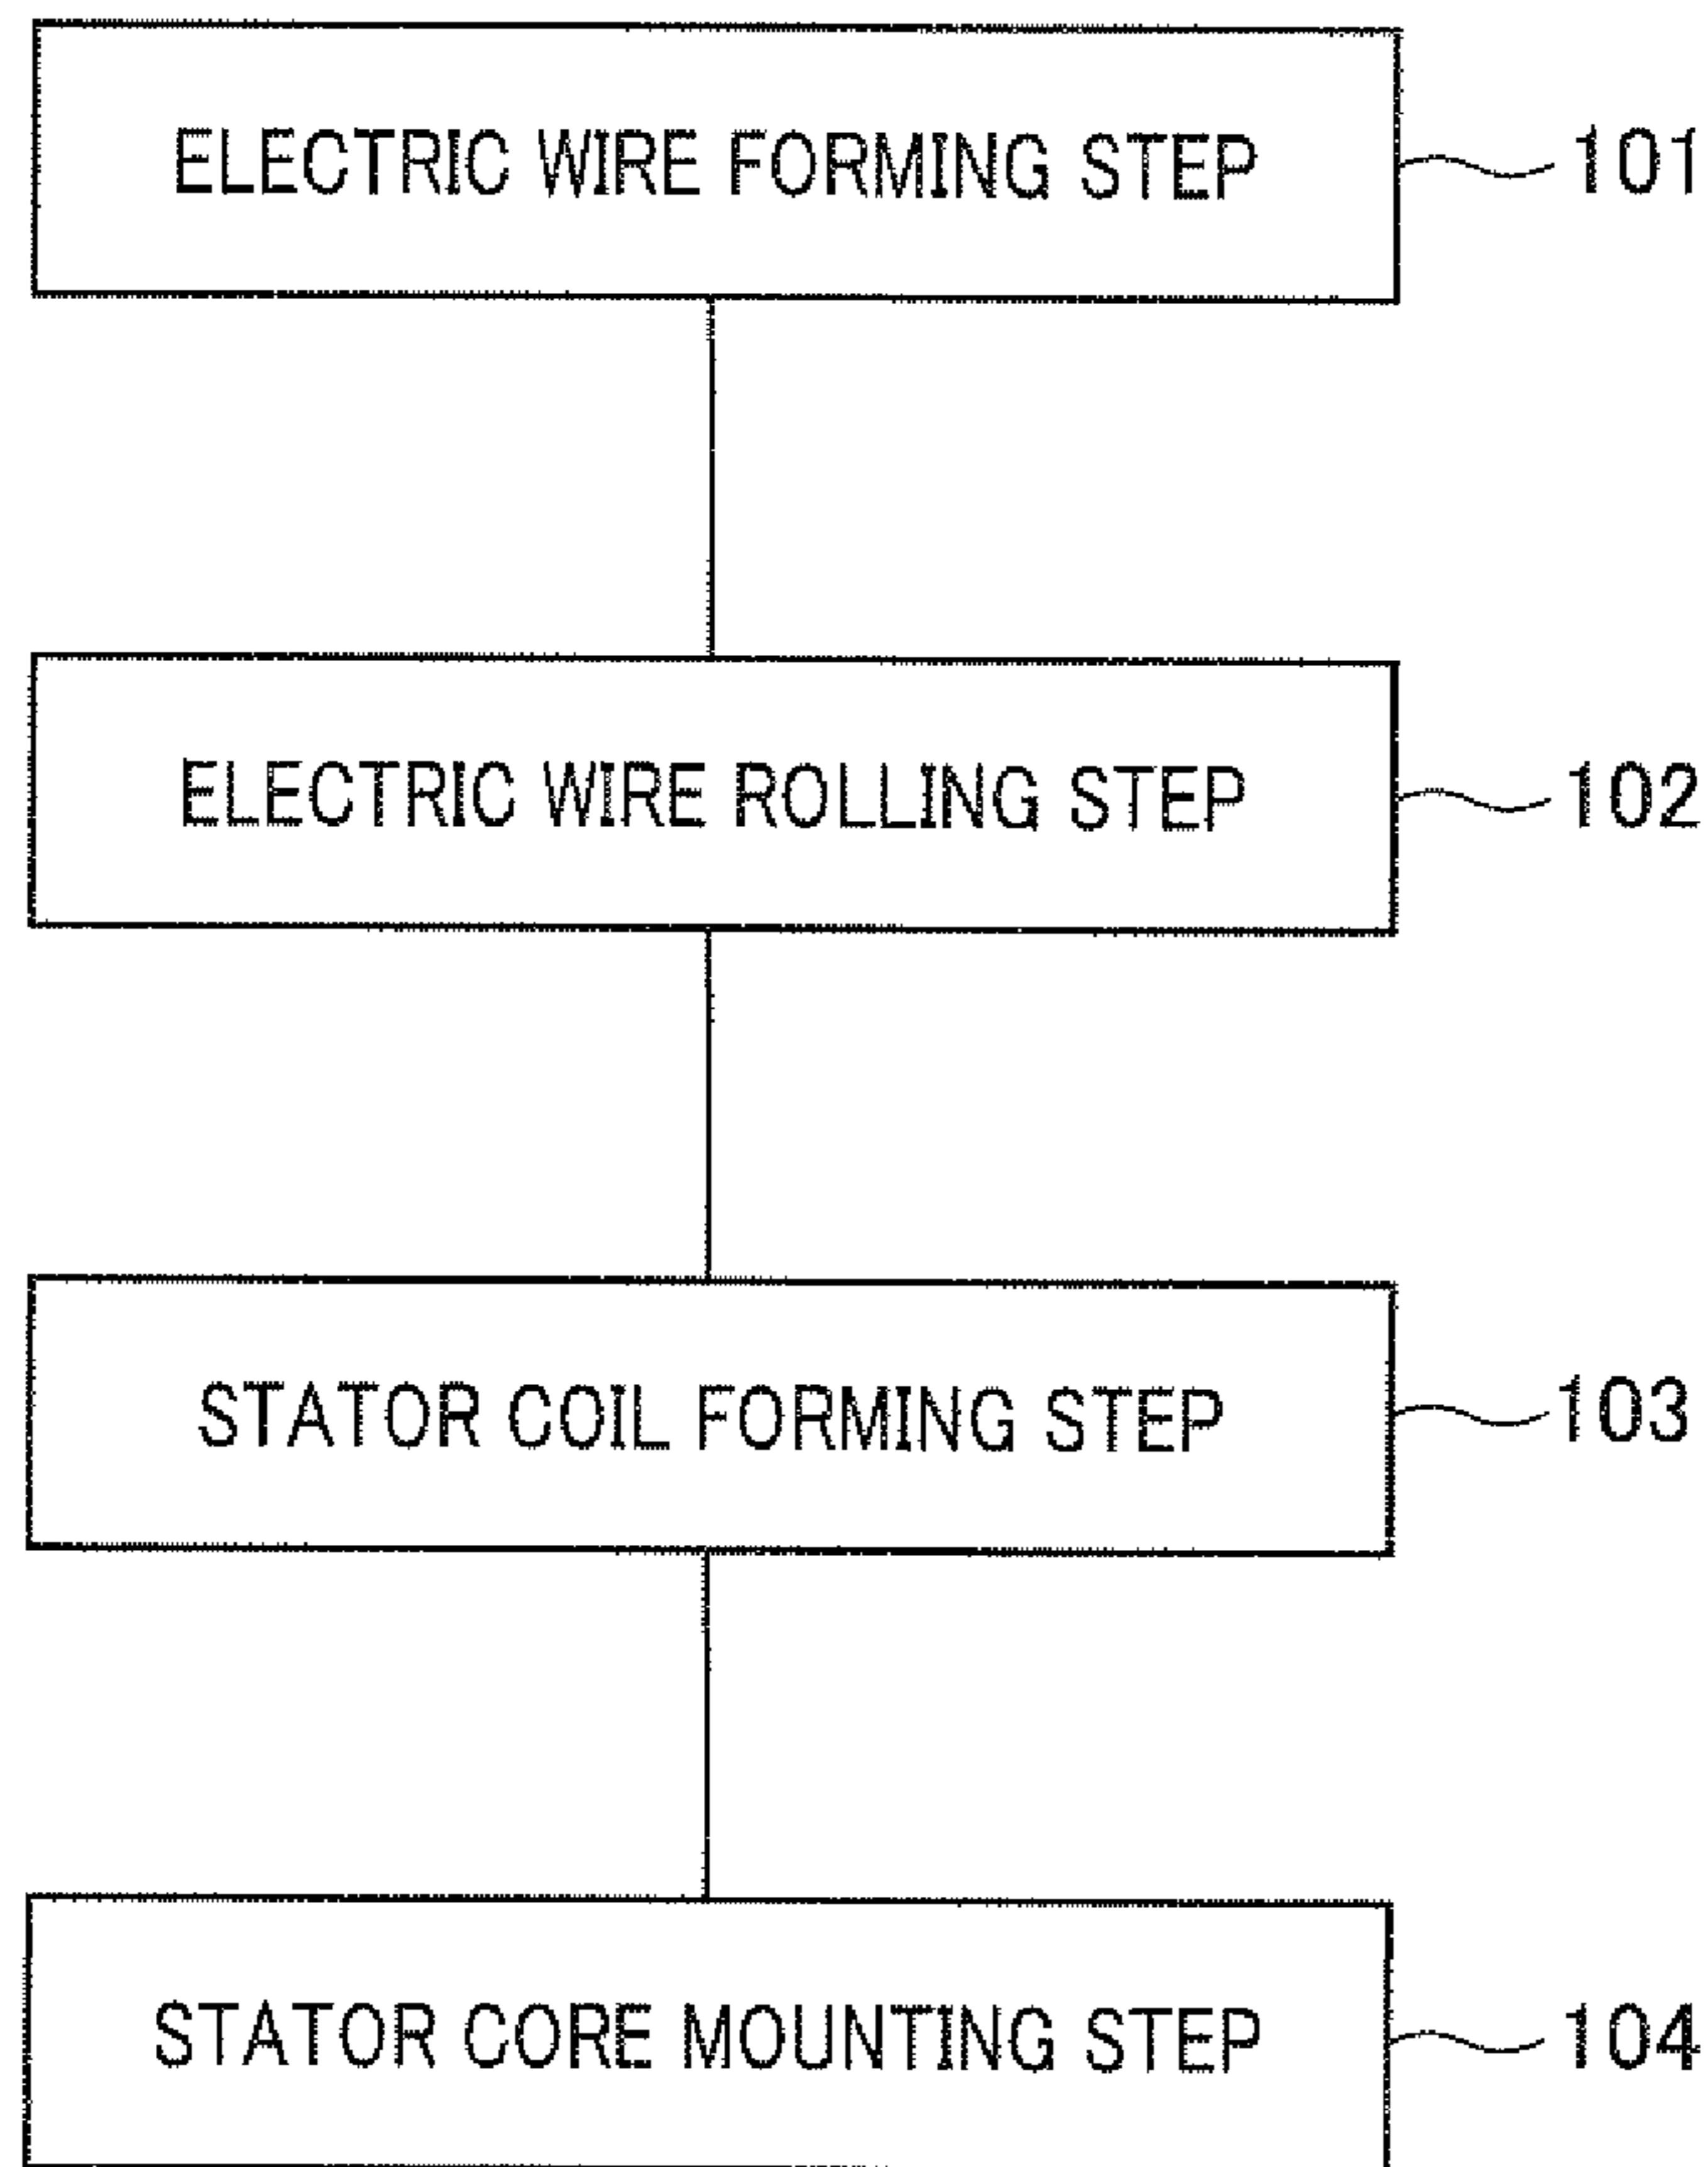 ELECTRIC WIRE FORMING STEP 101
ELECTRIC WIRE ROLLING STEP 102
STATOR COIL FORMING STEP 103
STATOR CORE MOUNTING STEP 104